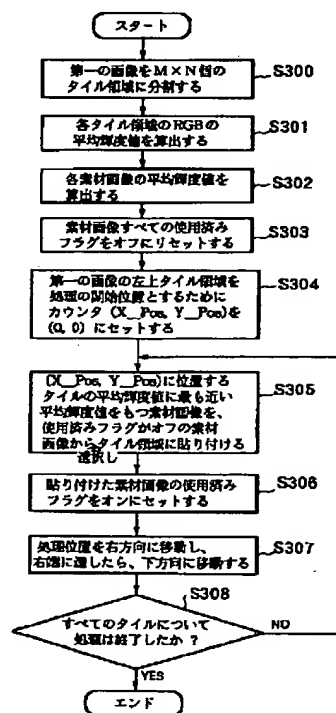 スタート
第一の画像をM×N個の
タイル領域に分割する
S300
各タイル領域のRGBの
平均輝度値を算出する
S301
各素材画像の平均輝度値を
算出する
S302
素材画像すべての使用済み
フラグをオフにリセットする
S303
第一の画像の左上タイル領域を
処理の開始位置とするために
カウンタ (X_Pos, Y_Pos)を
(0, 0) にセットする
S304
(X_Pos, Y_Pos)に位置する
タイルの平均輝度値に最も近い
平均輝度値をもつ素材画像を、
使用済みフラグがオフの素材
画像からタイル領域に貼り付ける
選択し
S305
貼り付けた素材画像の使用済み
フラグをオンにセットする
S306
処理位置を右方向に移動し、
右端に達したら、下方向に移動する
S307
すべてのタイルについて
処理は終了したか ?
S308
NO
YES
エンド